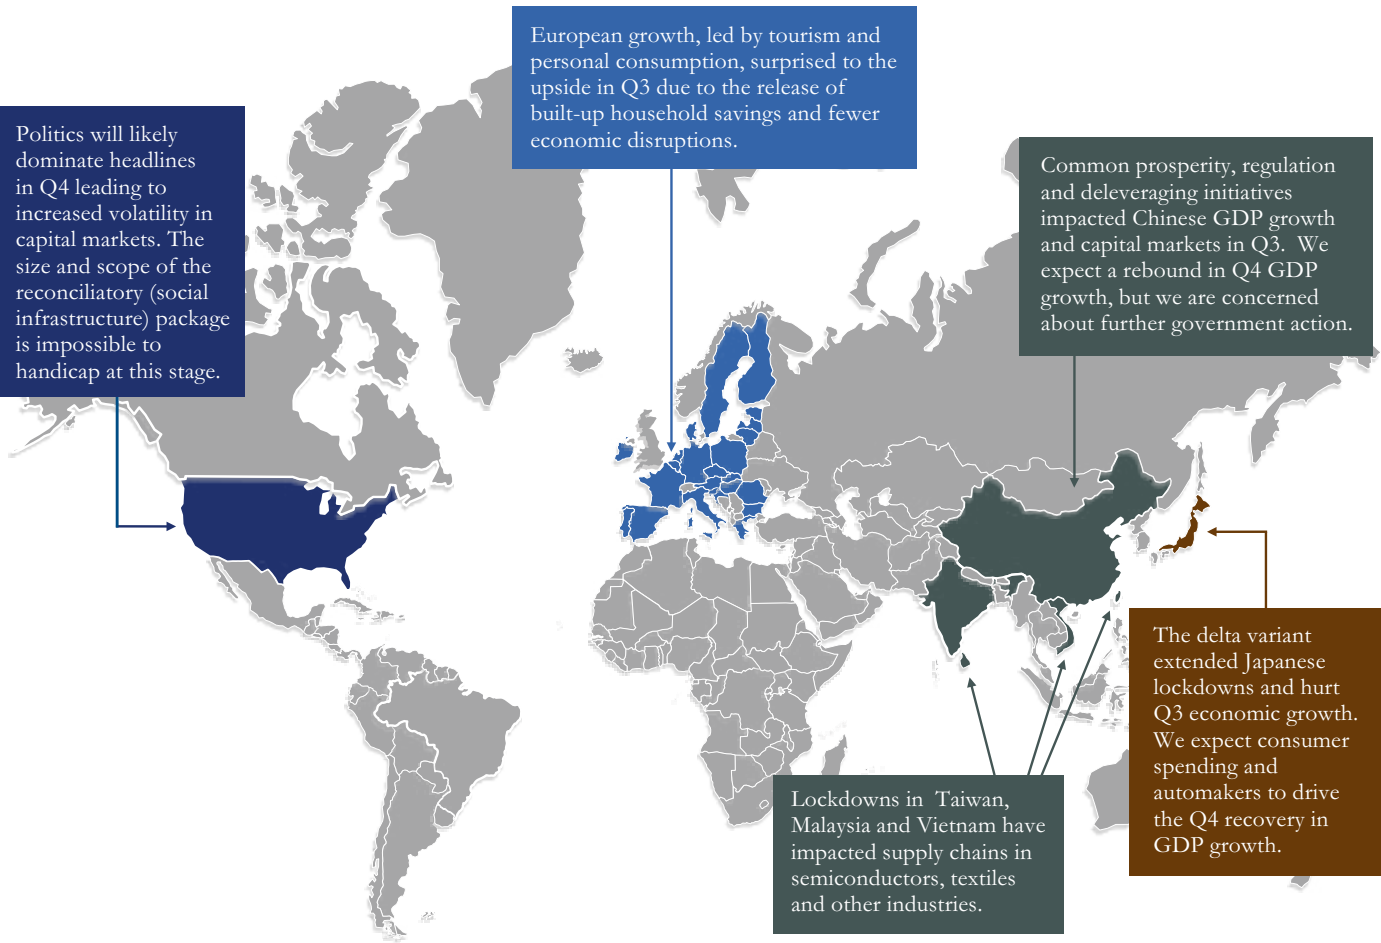 European growth, led by tourism and
personal consumption, surprised to the
upside in Q3 due to the release of
built-up household savings and fewer
economic disruptions.
Politics will likely
dominate headlines
in Q4 leading to
increased volatility in
capital markets. The
size and scope of the
reconciliatory (social
infrastructure) package
is impossible to
handicap at this stage.
Common prosperity, regulation
and deleveraging initiatives
impacted Chinese GDP growth
and capital markets in Q3.  We
expect a rebound in Q4 GDP
growth, but we are concerned
about further government action.
The delta variant
extended Japanese
lockdowns and hurt
Q3 economic growth.
We expect consumer
spending and
automakers to drive
the Q4 recovery in
GDP growth.
Lockdowns in  Taiwan,
Malaysia and Vietnam have
impacted supply chains in
semiconductors, textiles
and other industries.